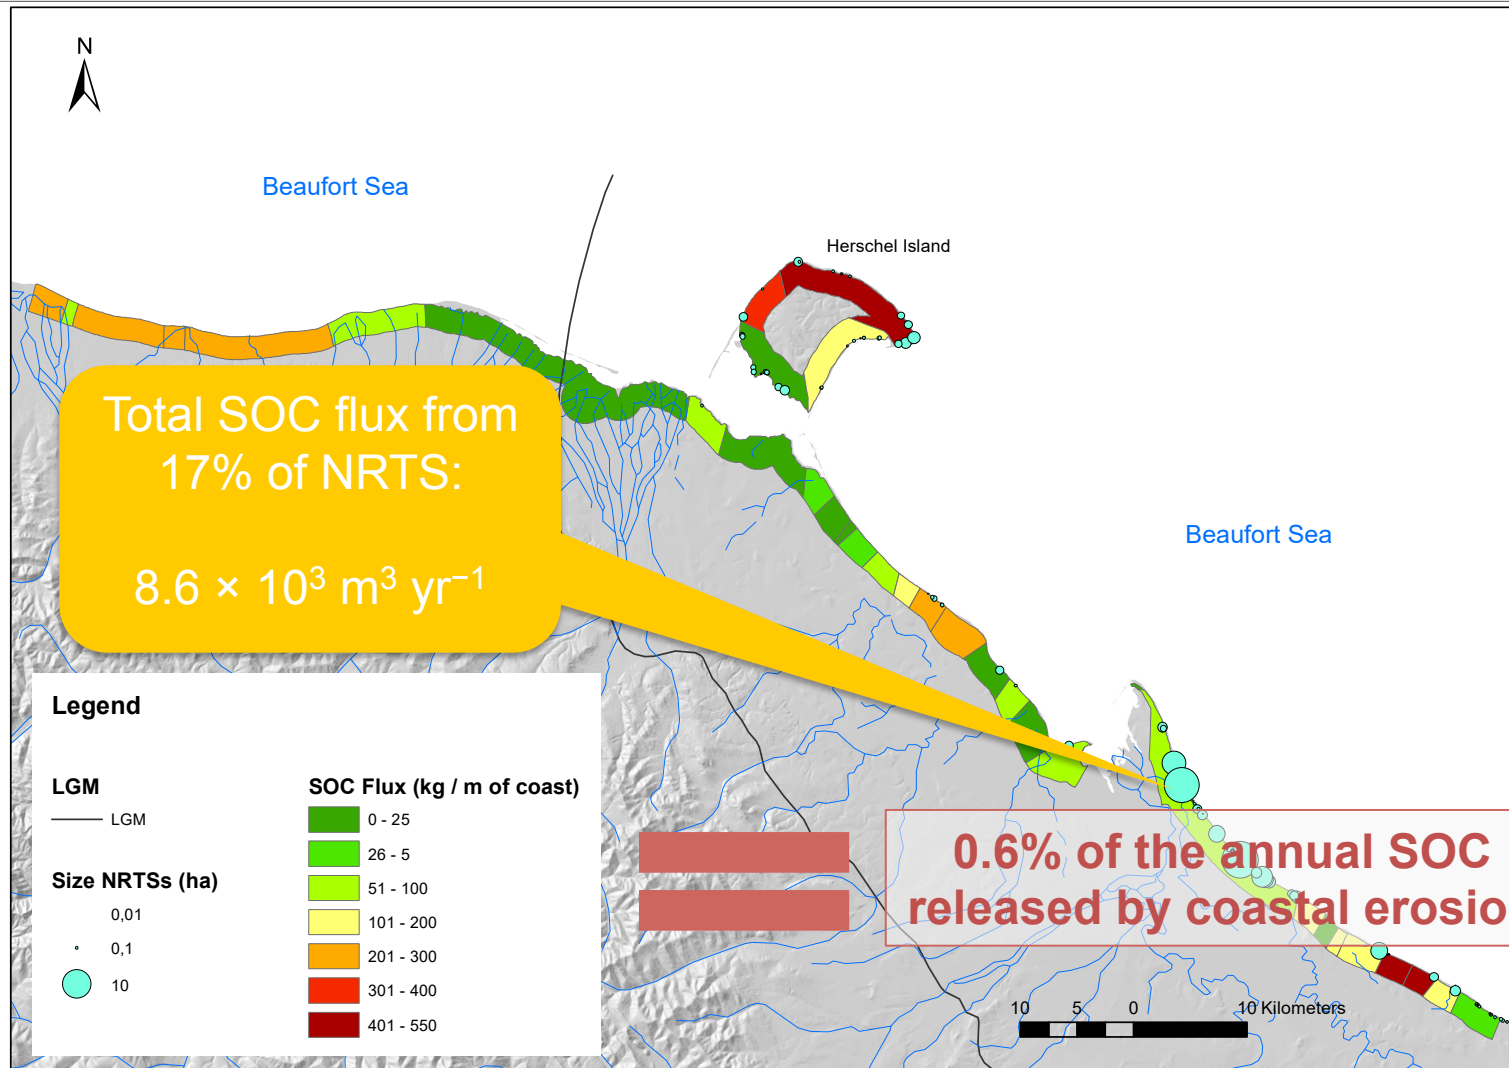 N
Beaufort Sea
Herschel Island
Total SOC flux from
17% of NRTS:
8.6 × 10³ m³ yr⁻¹
Beaufort Sea
Legend
LGM
LGM
Size NRTSs (ha)
0,01
0,1
10
SOC Flux (kg / m of coast)
0 - 25
26 - 5
51 - 100
101 - 200
201 - 300
301 - 400
401 - 550
0.6% of the annual SOC
released by coastal erosio
10 5 0 10 Kilometers